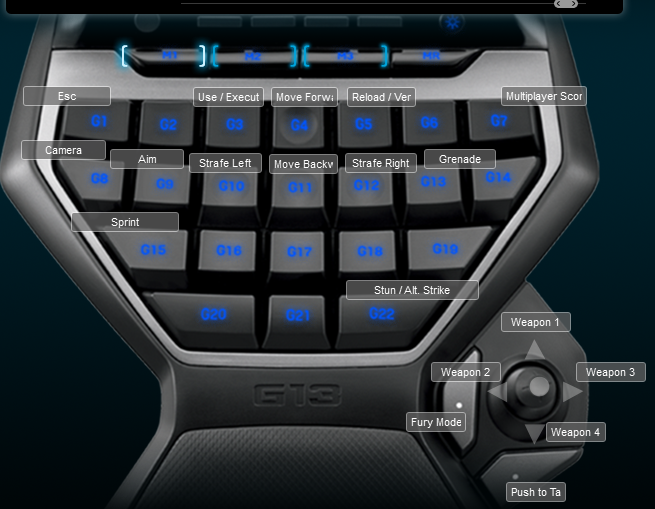 M1 M2 M3 MR
Esc Use / Execut Move Forwa Reload / Ver Multiplayer Scor
G1 G2 G3 G4 G5 G6 G7
Camera Aim Strafe Left Move Backw Strafe Right Grenade
G8 G9 G10 G11 G12 G13 G14
Sprint
G15 G16 G17 G18 G19
Stun / Alt. Strike
G20 G21 G22
Weapon 1
Weapon 2 Weapon 3
G13
Fury Mode
Weapon 4
Push to Ta